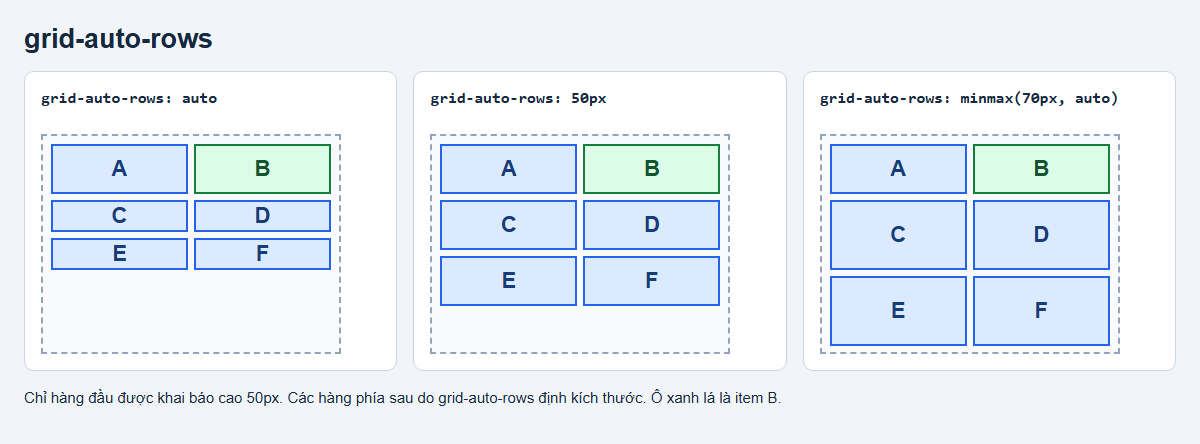 grid-auto-rows
grid-auto-rows: auto
A B
C D
E F
grid-auto-rows: 50px
A B
C D
E F
grid-auto-rows: minmax(70px, auto)
A B
C D
E F
Chỉ hàng đầu được khai báo cao 50px. Các hàng phía sau do grid-auto-rows định kích thước. Ô xanh lá là item B.